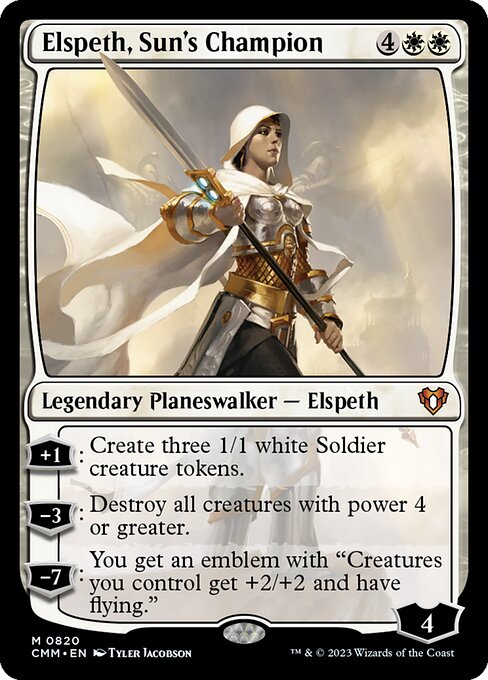 Elspeth, Sun's Champion 4
Legendary Planeswalker — Elspeth
+1: Create three 1/1 white Soldier
creature tokens.
-3: Destroy all creatures with power 4
or greater.
-7: You get an emblem with “Creatures
you control get +2/+2 and have
flying.”
4
M 0820
CMM • EN Tyler Jacobson
™ & © 2023 Wizards of the Coast